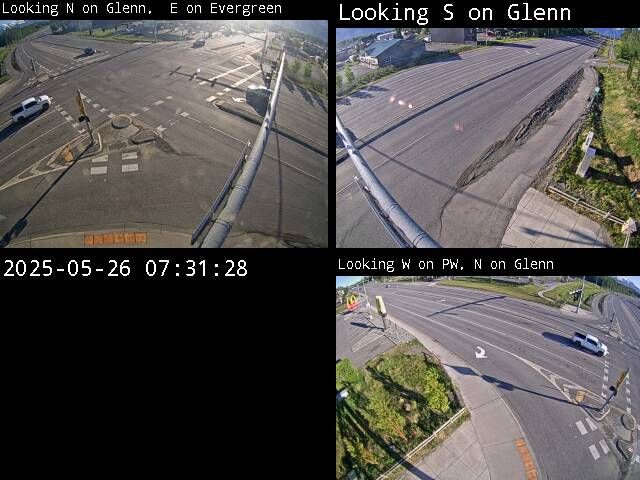 Looking N on Glenn,  E on Evergreen
Looking S on Glenn
2025-05-26 07:31:28
Looking W on PW, N on Glenn